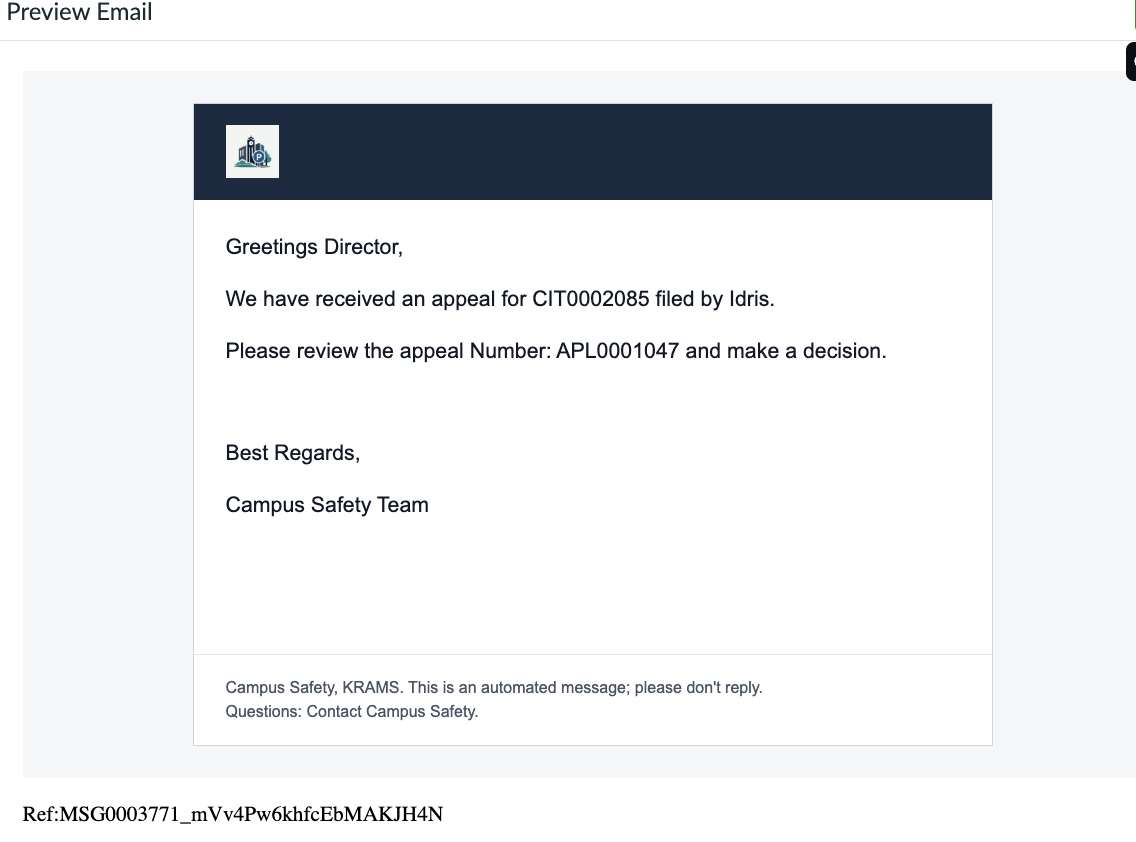 Preview Email
P
Greetings Director,
We have received an appeal for CIT0002085 filed by Idris.
Please review the appeal Number: APL0001047 and make a decision.
Best Regards,
Campus Safety Team
Campus Safety, KRAMS. This is an automated message; please don't reply.
Questions: Contact Campus Safety.
Ref:MSG0003771_mVv4Pw6khfcEbMAKJH4N